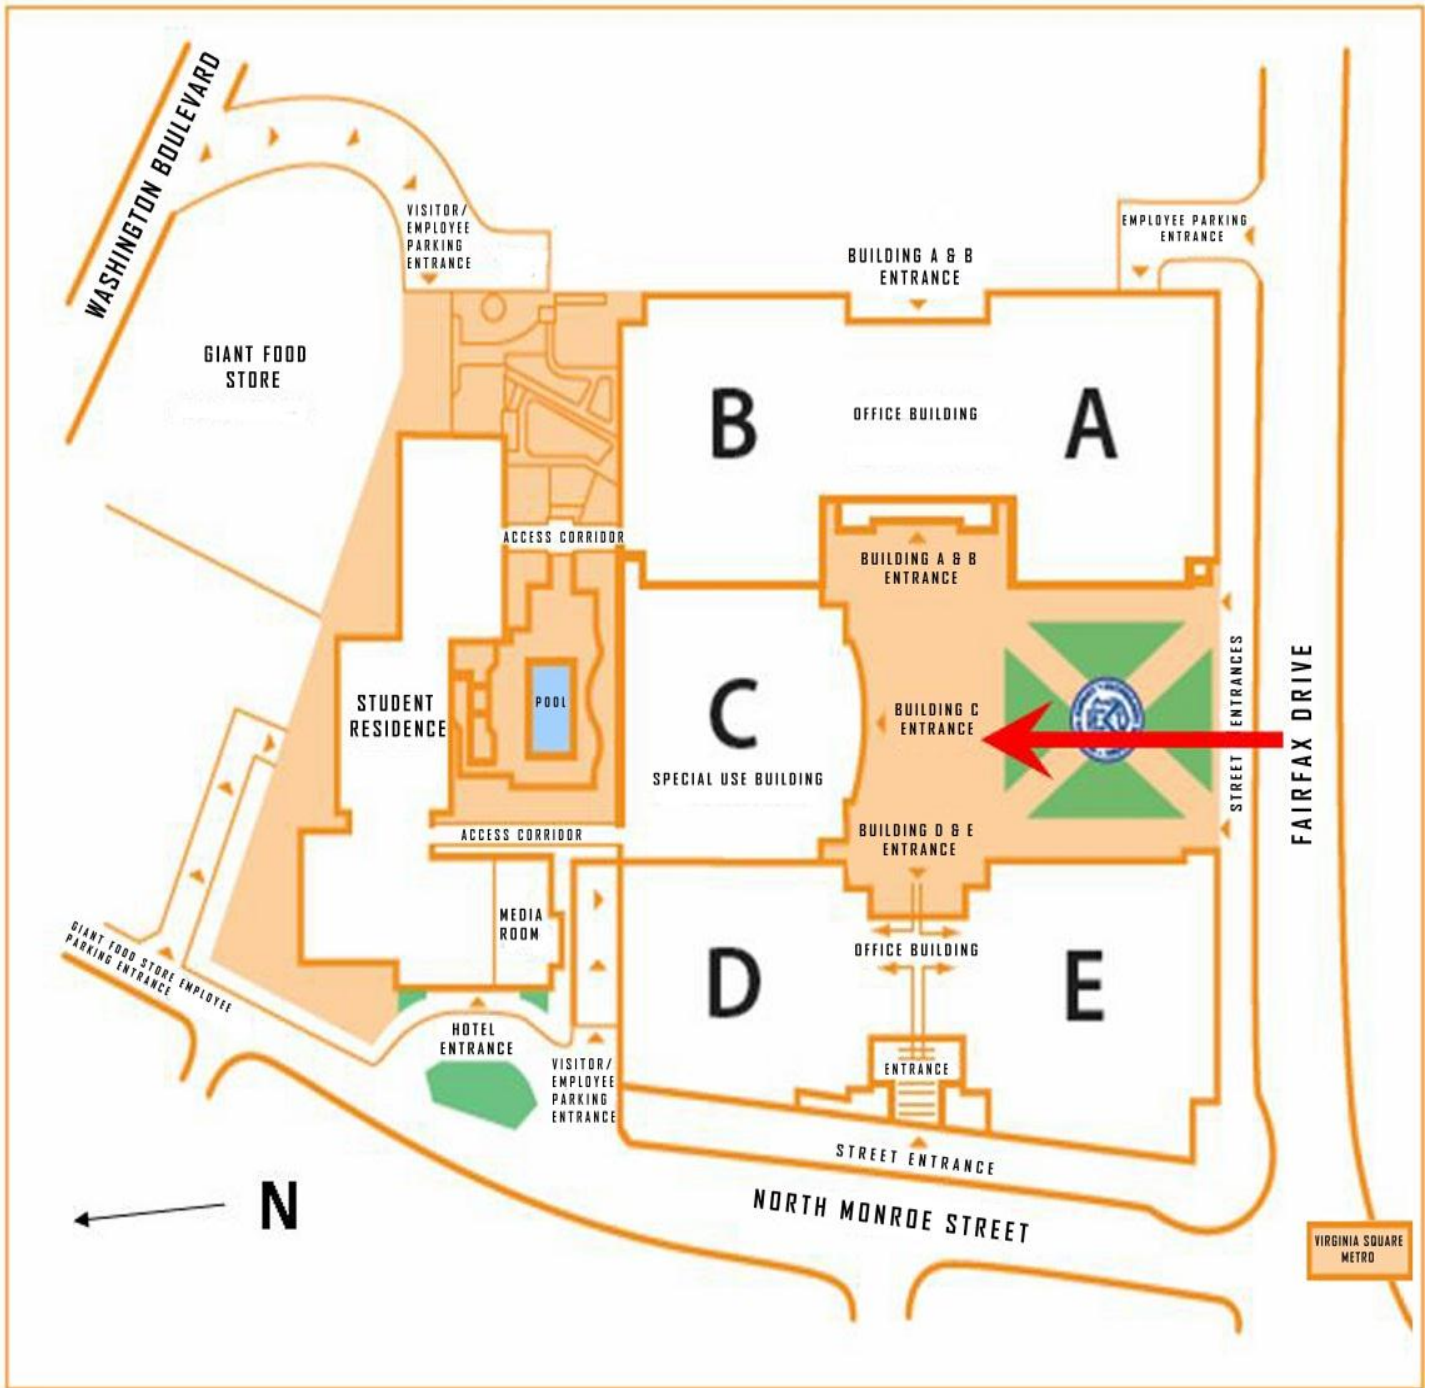 WASHINGTON BOULEVARD
VISITOR/
EMPLOYEE
PARKING
ENTRANCE
EMPLOYEE PARKING
ENTRANCE
BUILDING A & B
ENTRANCE
GIANT FOOD
STORE
B
OFFICE BUILDING
A
ACCESS CORRIDOR
BUILDING A & B
ENTRANCE
STUDENT
RESIDENCE
POOL
C
SPECIAL USE BUILDING
BUILDING C
ENTRANCE
STREET ENTRANCES
FAIRFAX DRIVE
ACCESS CORRIDOR
BUILDING D & E
ENTRANCE
MEDIA
ROOM
OFFICE BUILDING
D
E
GIANT FOOD STORE EMPLOYEE
PARKING ENTRANCE
HOTEL
ENTRANCE
VISITOR/
EMPLOYEE
PARKING
ENTRANCE
ENTRANCE
STREET ENTRANCE
NORTH MONROE STREET
N
VIRGINIA SQUARE
METRO